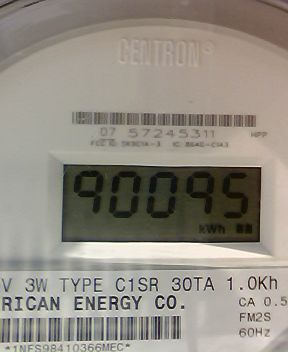 CENTRON®
07 57245311 HPP
90095
kWh
V 3W TYPE C1SR 30TA 1.0Kh
RICAN ENERGY CO.
CA 0.5
FM2S
60Hz
*1NFS98410366MEC*